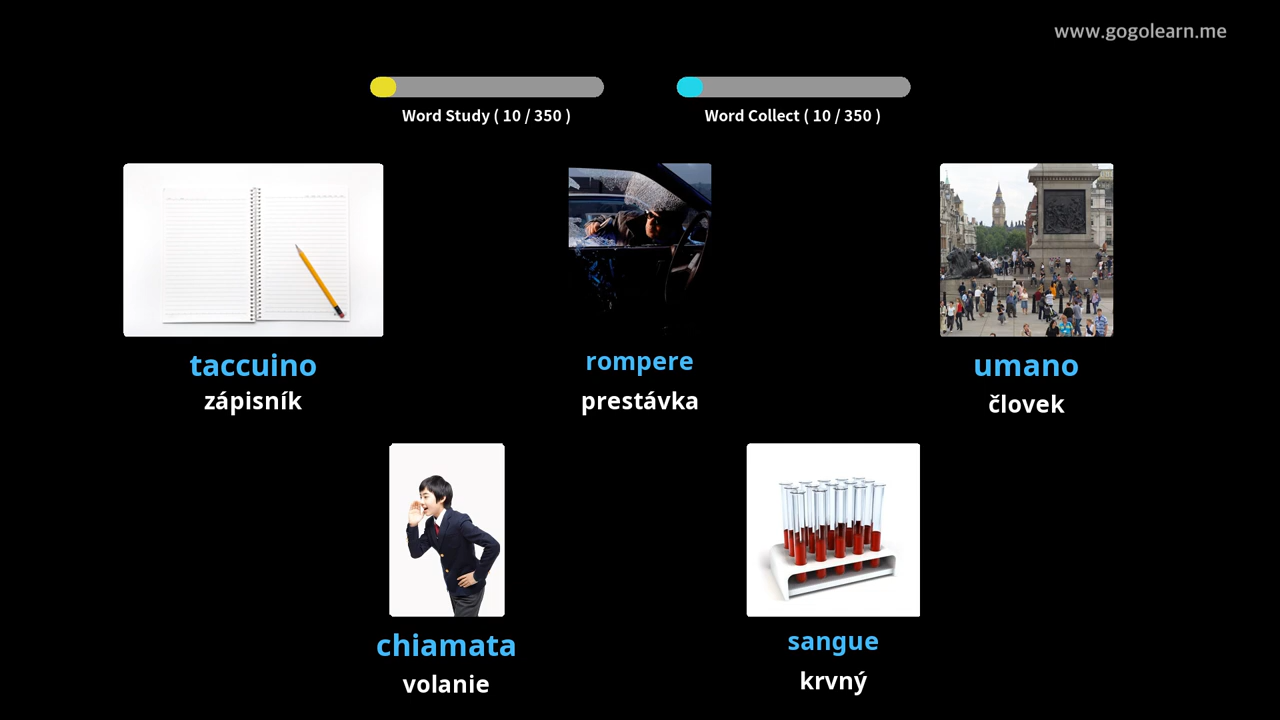 www.gogolearn.me
Word Study ( 10 / 350 )
Word Collect ( 10 / 350 )
taccuino
zápisník
rompere
prestávka
umano
človek
chiamata
volanie
sangue
krvný